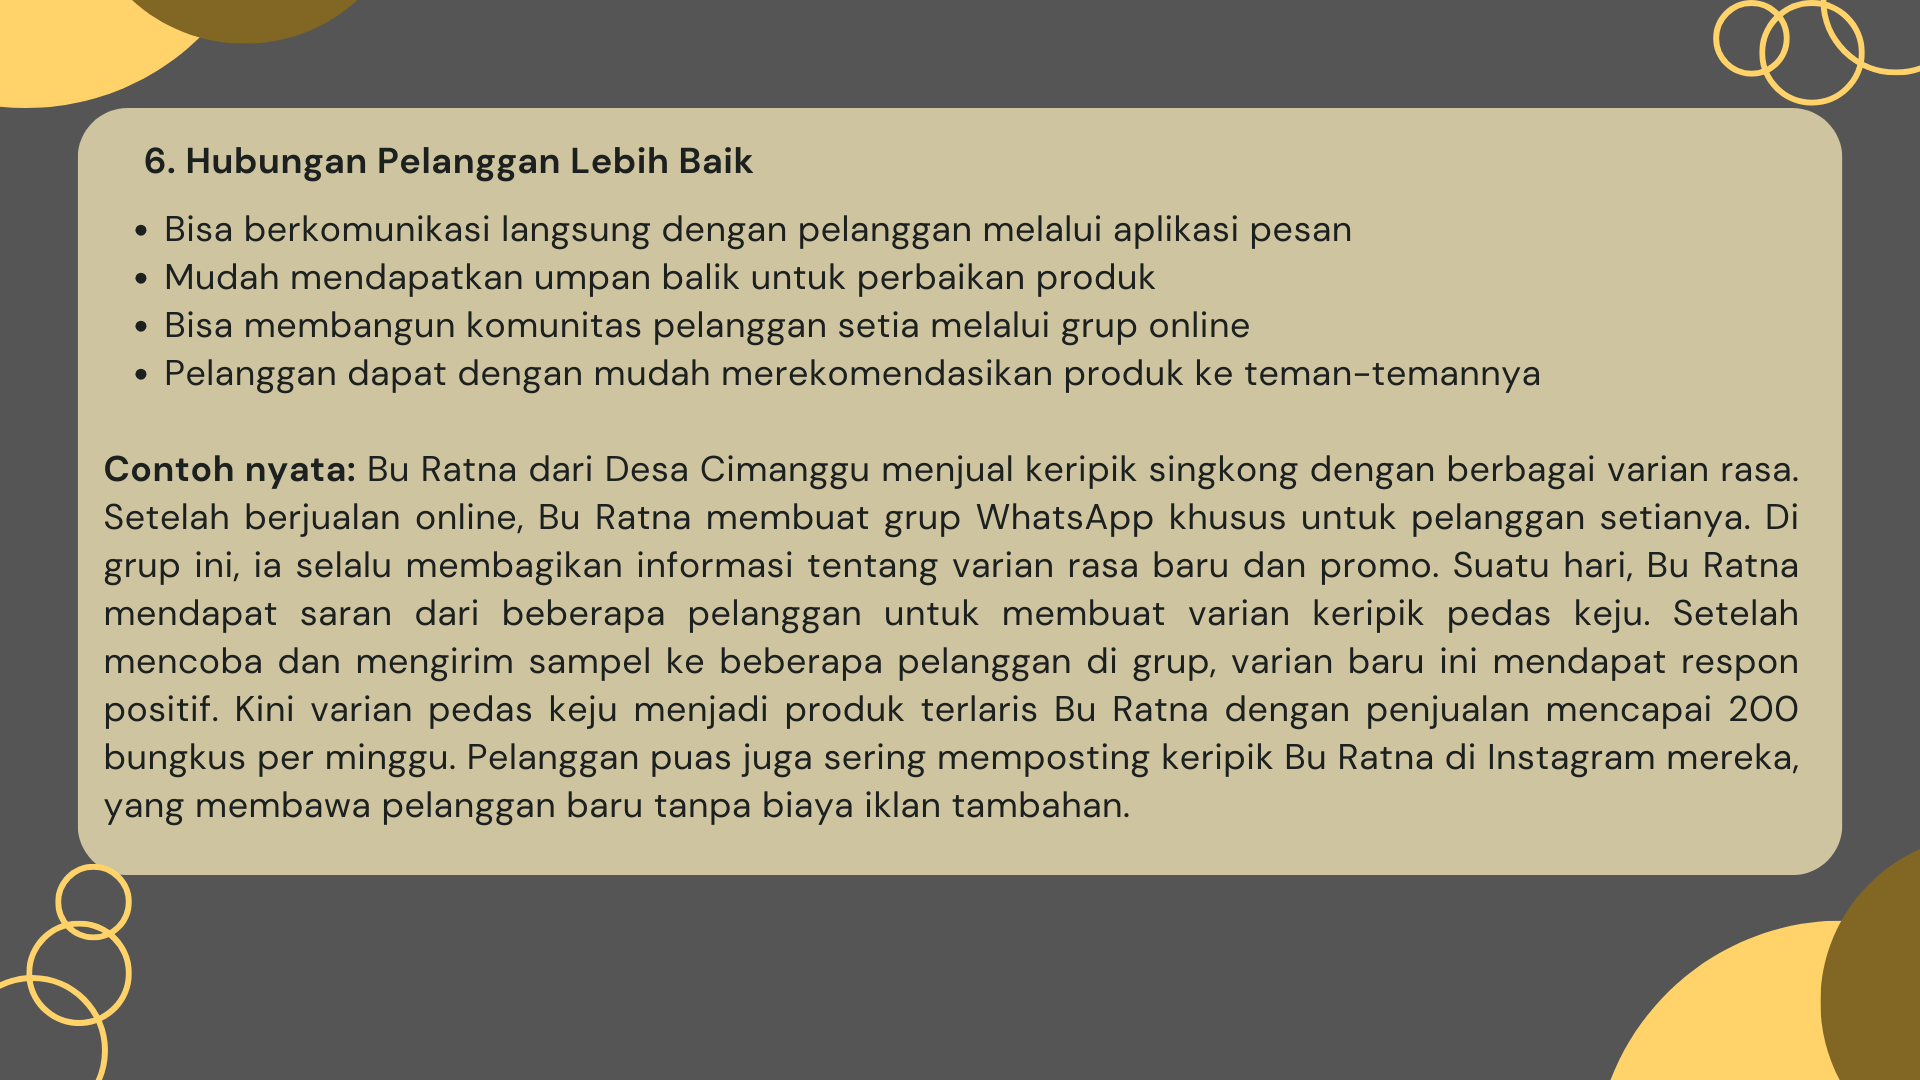 6. Hubungan Pelanggan Lebih Baik
• Bisa berkomunikasi langsung dengan pelanggan melalui aplikasi pesan
• Mudah mendapatkan umpan balik untuk perbaikan produk
• Bisa membangun komunitas pelanggan setia melalui grup online
• Pelanggan dapat dengan mudah merekomendasikan produk ke teman-temannya
Contoh nyata: Bu Ratna dari Desa Cimanggu menjual keripik singkong dengan berbagai varian rasa.
Setelah berjualan online, Bu Ratna membuat grup WhatsApp khusus untuk pelanggan setianya. Di
grup ini, ia selalu membagikan informasi tentang varian rasa baru dan promo. Suatu hari, Bu Ratna
mendapat saran dari beberapa pelanggan untuk membuat varian keripik pedas keju. Setelah
mencoba dan mengirim sampel ke beberapa pelanggan di grup, varian baru ini mendapat respon
positif. Kini varian pedas keju menjadi produk terlaris Bu Ratna dengan penjualan mencapai 200
bungkus per minggu. Pelanggan puas juga sering memposting keripik Bu Ratna di Instagram mereka,
yang membawa pelanggan baru tanpa biaya iklan tambahan.